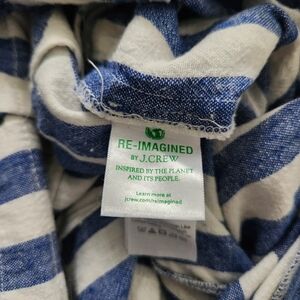 RE-IMAGINED
BY J.CREW
INSPIRED BY THE PLANET
AND ITS PEOPLE.
Learn more at
jcrew.com/reimagined